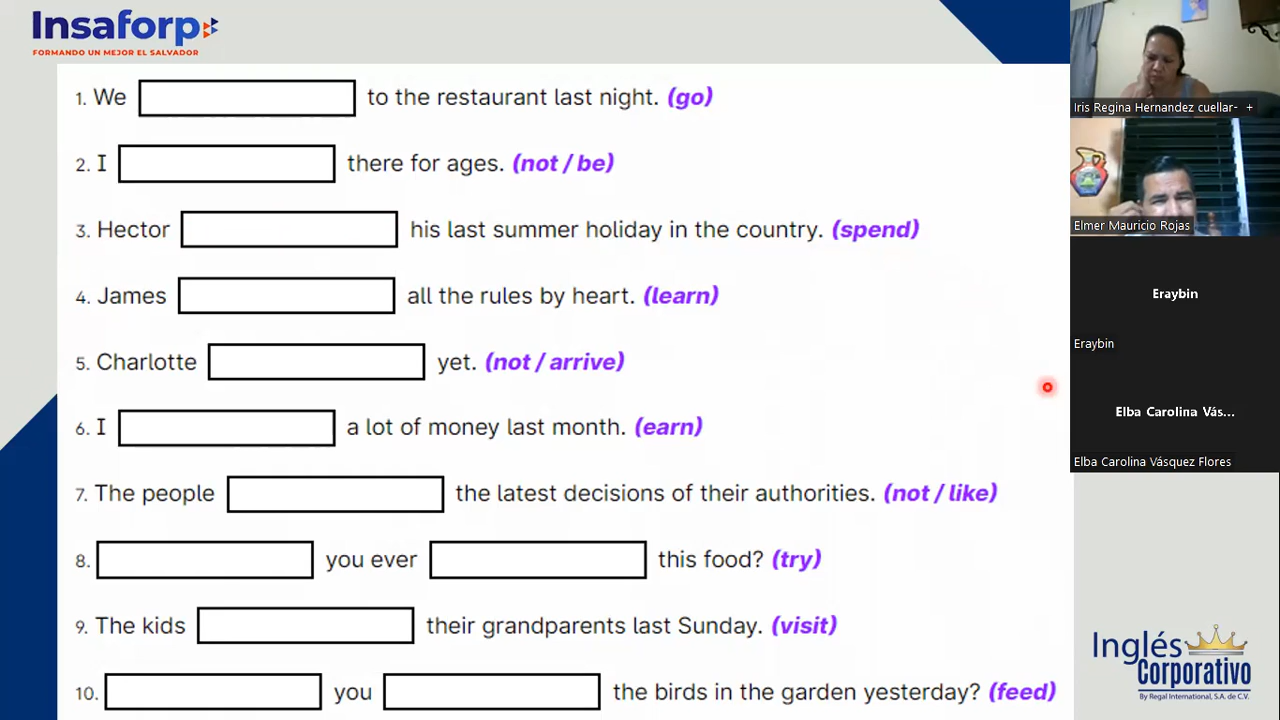 Insaforp
FORMANDO UN MEJOR EL SALVADOR
1. We to the restaurant last night. (go)
2. I there for ages. (not / be)
3. Hector his last summer holiday in the country. (spend)
4. James all the rules by heart. (learn)
5. Charlotte yet. (not / arrive)
6. I a lot of money last month. (earn)
7. The people the latest decisions of their authorities. (not / like)
8. you ever this food? (try)
9. The kids their grandparents last Sunday. (visit)
10. you the birds in the garden yesterday? (feed)
Iris Regina Hernandez cuellar- +
Elmer Mauricio Rojas
Eraybin
Eraybin
Elba Carolina Vás...
Elba Carolina Vásquez Flores
Inglés
Corporativo
By Regal International, S.A. de C.V.